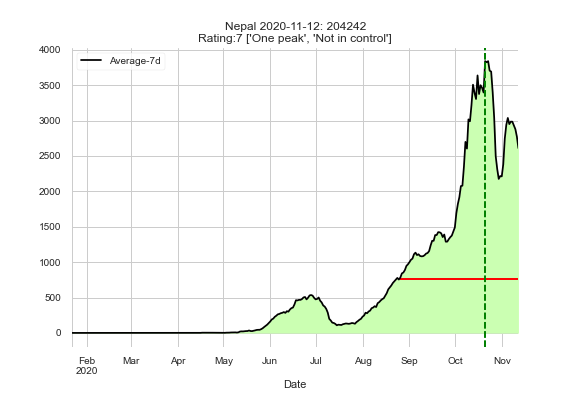 Nepal 2020-11-12: 204242
Rating:7 ['One peak', 'Not in control']
Average-7d
4000
3500
3000
2500
2000
1500
1000
500
0
Feb Mar Apr May Jun Jul Aug Sep Oct Nov
2020
Date